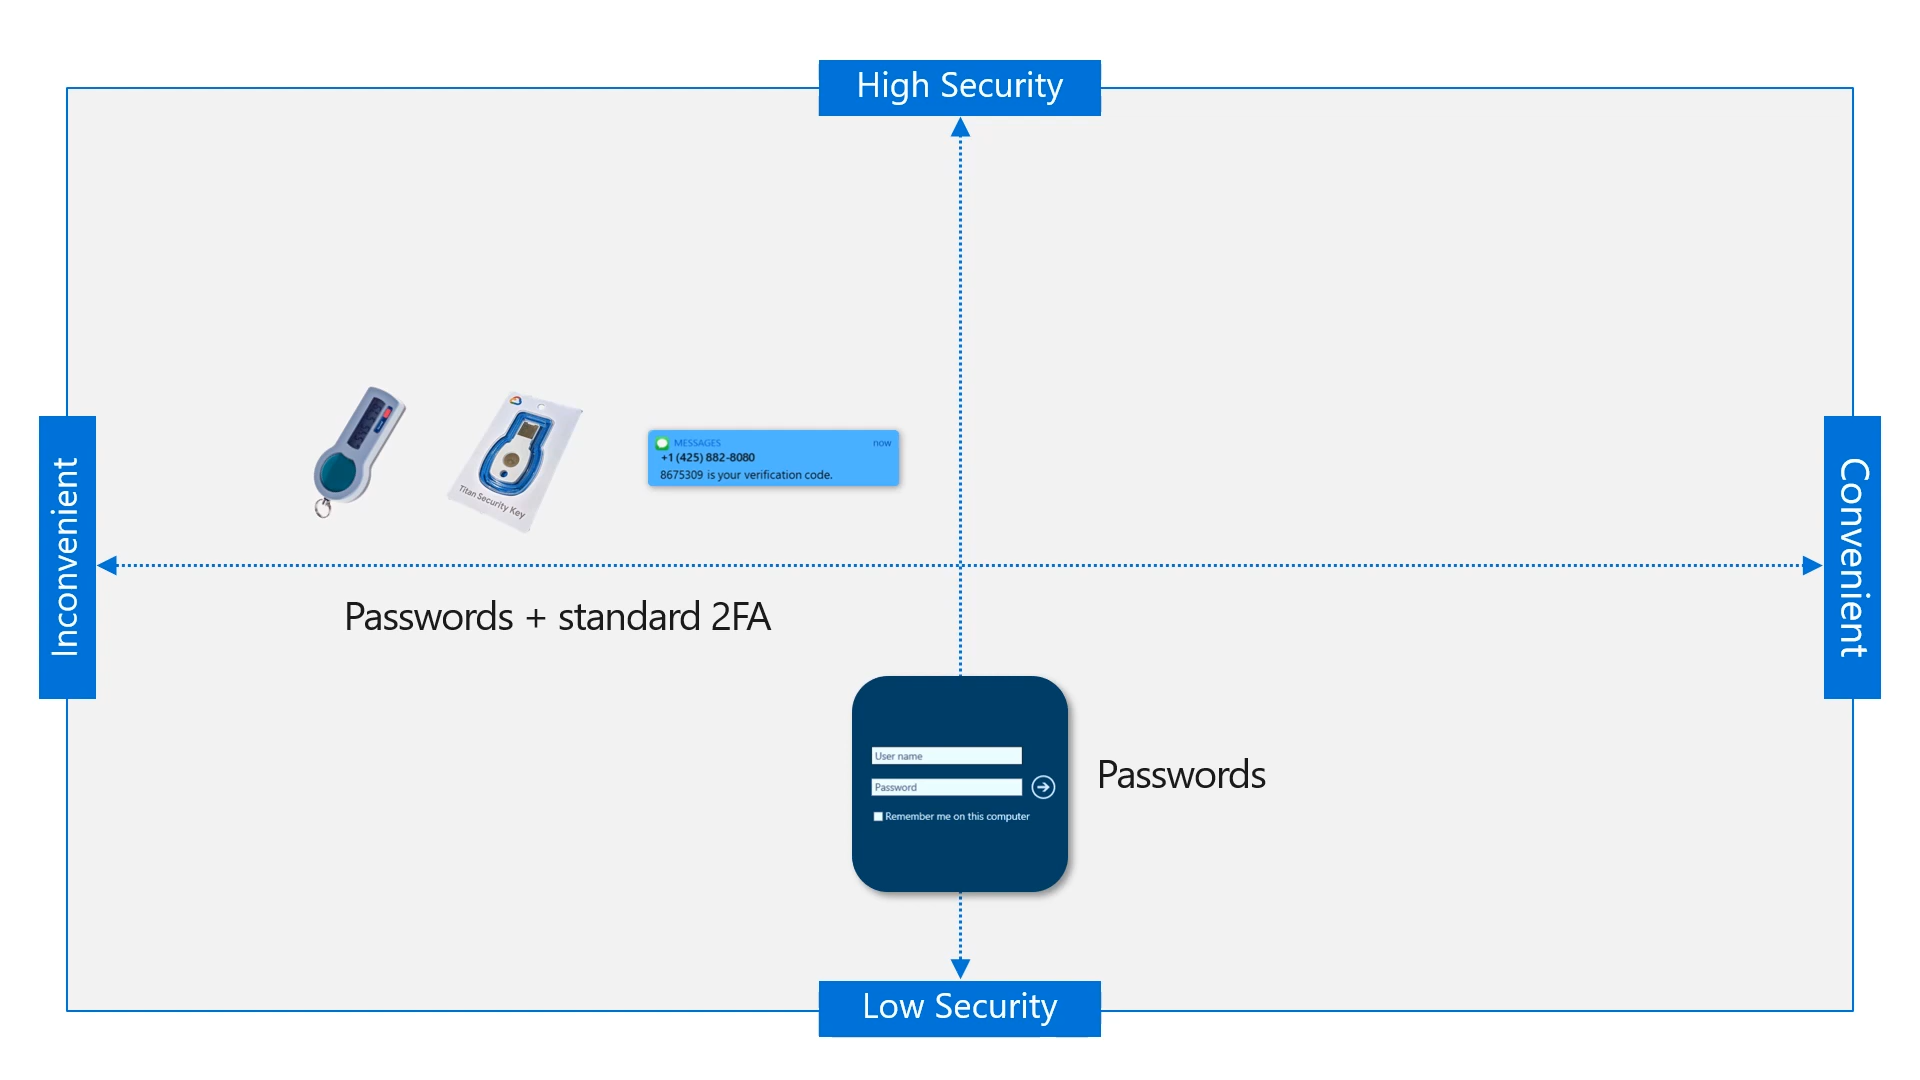 High Security
Inconvenient
Convenient
Titan Security Key
MESSAGES
now
+1 (425) 882-8080
8675309 is your verification code.
Passwords + standard 2FA
User name
Password
Remember me on this computer
Passwords
Low Security